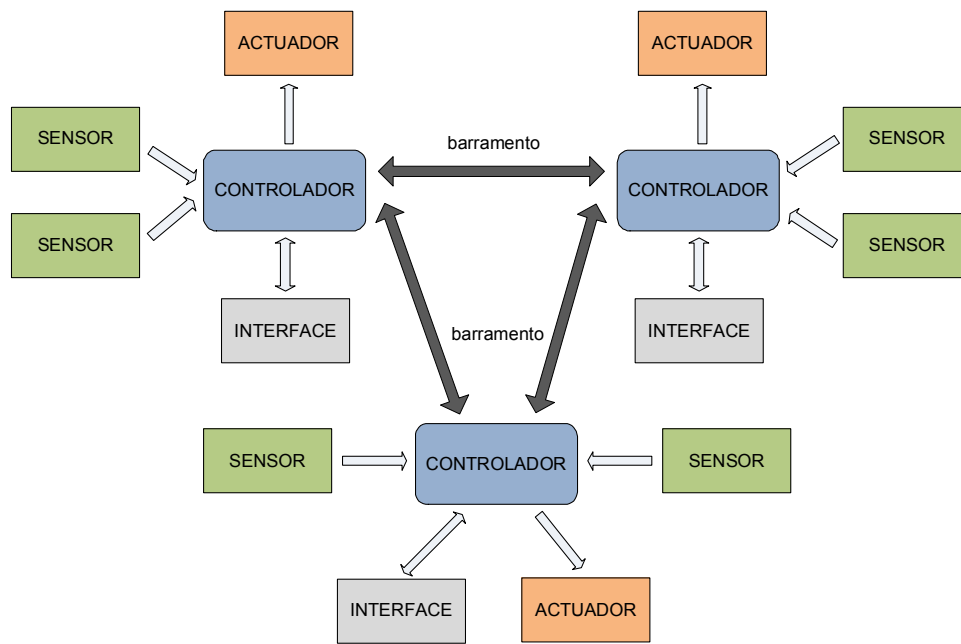 ACTUADOR
ACTUADOR
SENSOR
barramento
SENSOR
CONTROLADOR
CONTROLADOR
SENSOR
SENSOR
INTERFACE
barramento
INTERFACE
SENSOR
CONTROLADOR
SENSOR
INTERFACE
ACTUADOR